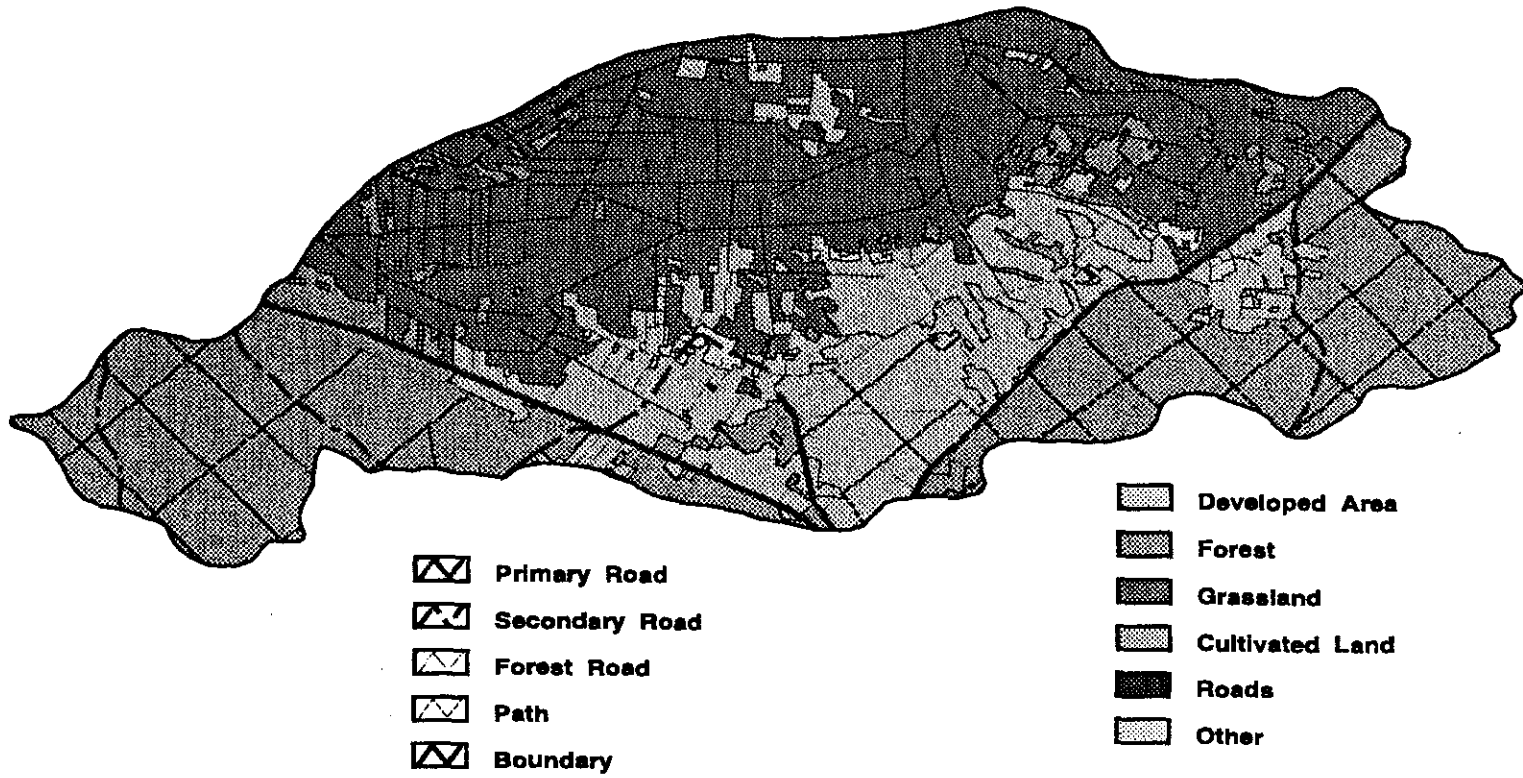 Primary Road
Secondary Road
Forest Road
Path
Boundary
Developed Area
Forest
Grassland
Cultivated Land
Roads
Other